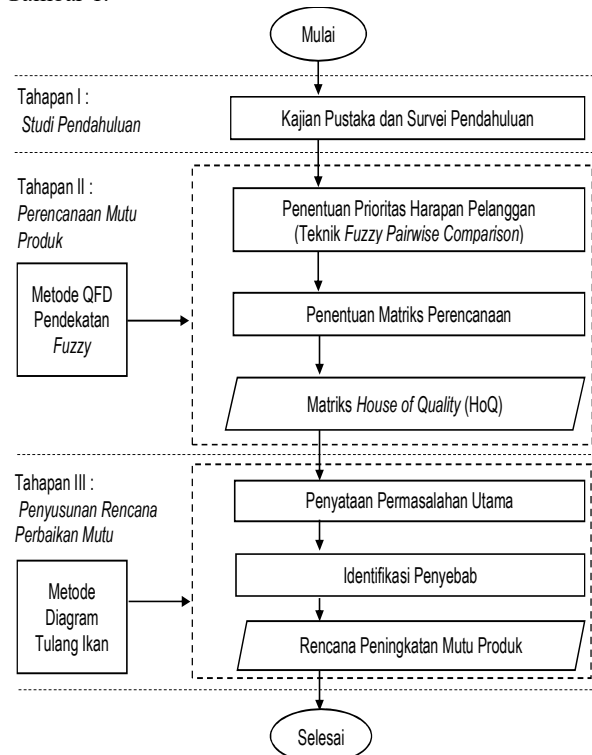 Mulai
Tahapan I :
Studi Pendahuluan
Kajian Pustaka dan Survei Pendahuluan
Tahapan II :
Perencanaan Mutu
Produk
Penentuan Prioritas Harapan Pelanggan
(Teknik Fuzzy Pairwise Comparison)
Metode QFD
Pendekatan
Fuzzy
Penentuan Matriks Perencanaan
Matriks House of Quality (HoQ)
Tahapan III :
Penyusunan Rencana
Perbaikan Mutu
Penyataan Permasalahan Utama
Identifikasi Penyebab
Metode
Diagram
Tulang Ikan
Rencana Peningkatan Mutu Produk
Selesai